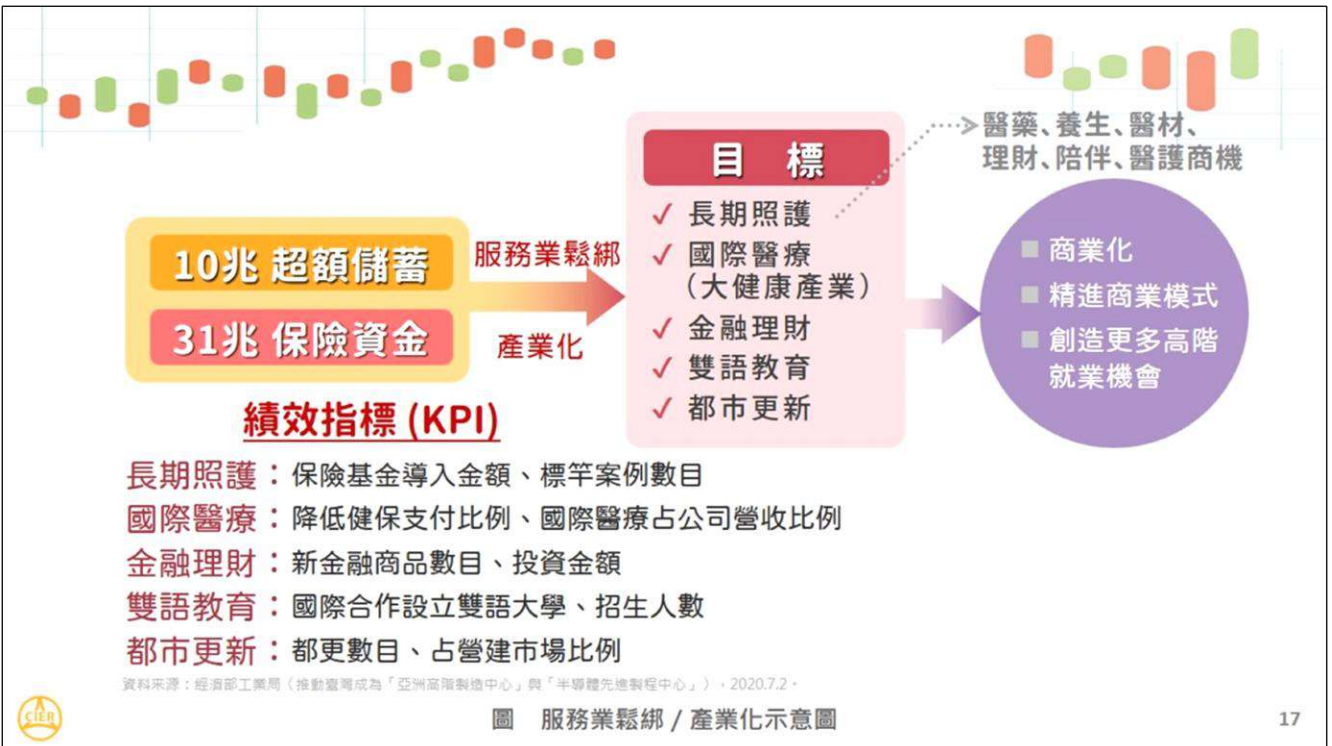 醫藥、養生、醫材、
理財、陪伴、醫護商機
目 標
✓ 長期照護
✓ 國際醫療
(大健康產業)
✓ 金融理財
✓ 雙語教育
✓ 都市更新
10兆 超額儲蓄
31兆 保險資金
服務業鬆綁
產業化
■ 商業化
■ 精進商業模式
■ 創造更多高階
就業機會
績效指標 (KPI)
長期照護：保險基金導入金額、標竿案例數目
國際醫療：降低健保支付比例、國際醫療占公司營收比例
金融理財：新金融商品數目、投資金額
雙語教育：國際合作設立雙語大學、招生人數
都市更新：都更數目、占營建市場比例
資料來源：經濟部工業局（推動臺灣成為「亞洲高階製造中心」與「半導體先進製程中心」），2020.7.2。
CIER
圖 服務業鬆綁 / 產業化示意圖
17